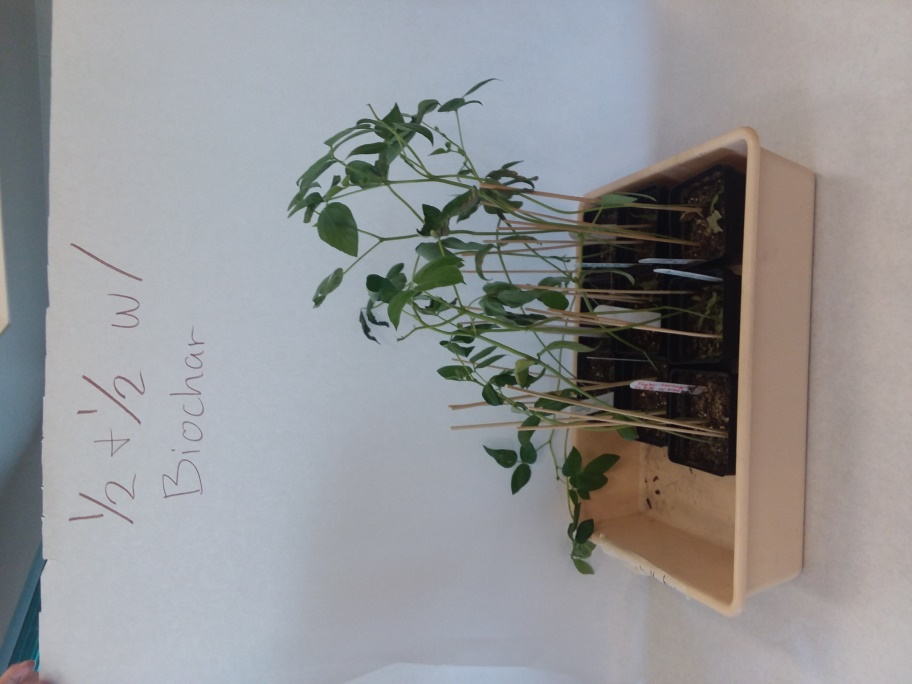 1/2 + 1/2 w/
Biochar